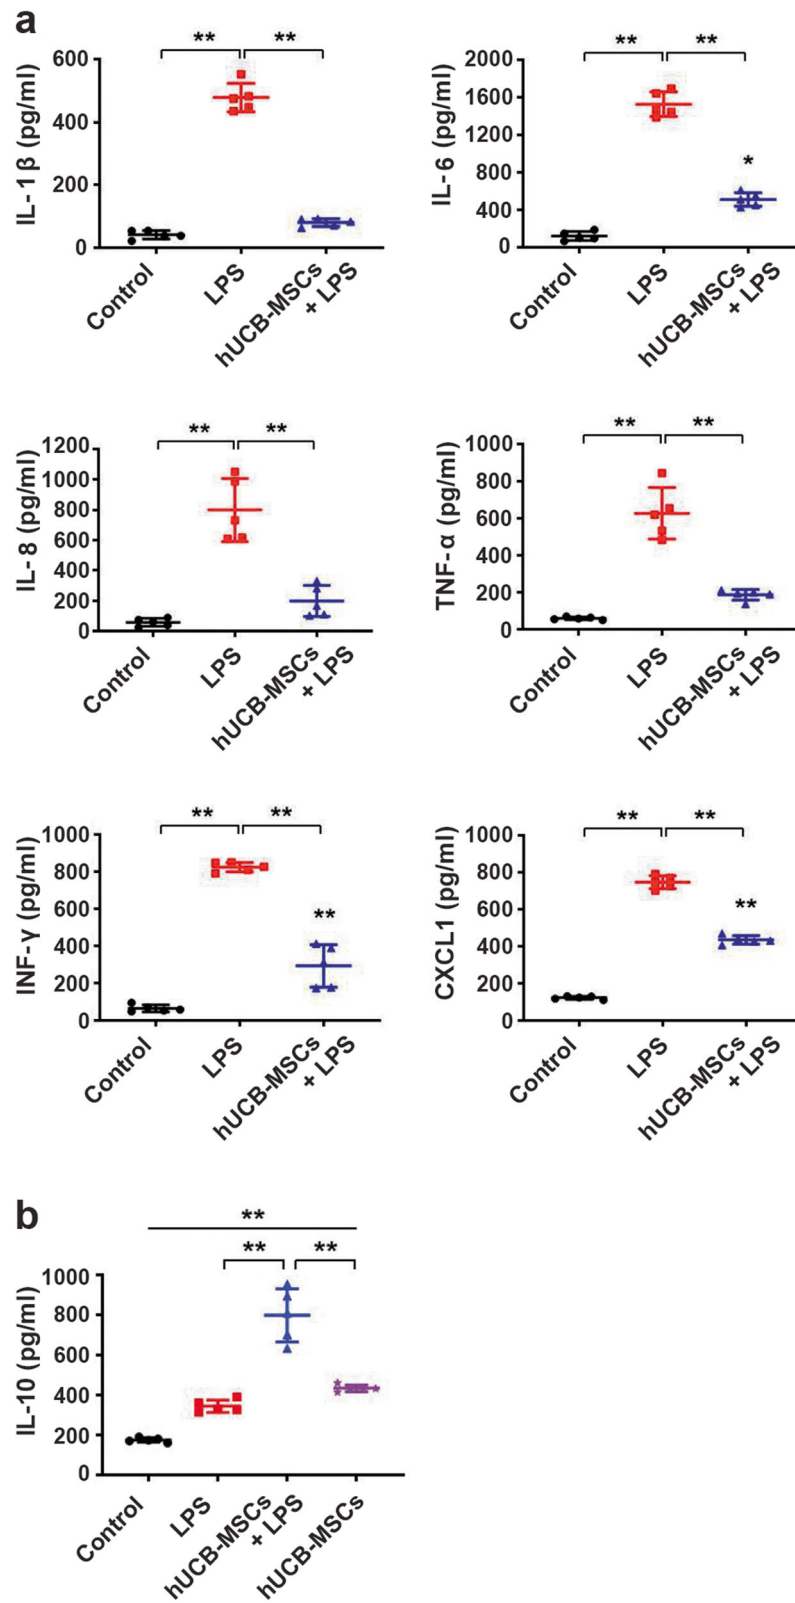 a
** **
IL-1 β (pg/ml)
600
400
200
0
Control
LPS
hUCB-MSCs
+ LPS
** **
IL-6 (pg/ml)
2000
1600
1200
800
400
0
*
Control
LPS
hUCB-MSCs
+ LPS
** **
IL-8 (pg/ml)
1200
1000
800
600
400
200
0
Control
LPS
hUCB-MSCs
+ LPS
** **
TNF-α (pg/ml)
1000
800
600
400
200
0
Control
LPS
hUCB-MSCs
+ LPS
** **
INF-γ (pg/ml)
1000
800
600
400
200
0
**
Control
LPS
hUCB-MSCs
+ LPS
** **
CXCL1 (pg/ml)
1000
800
600
400
200
0
**
Control
LPS
hUCB-MSCs
+ LPS
b
**
** **
IL-10 (pg/ml)
1000
800
600
400
200
0
Control
LPS
hUCB-MSCs
+ LPS
hUCB-MSCs